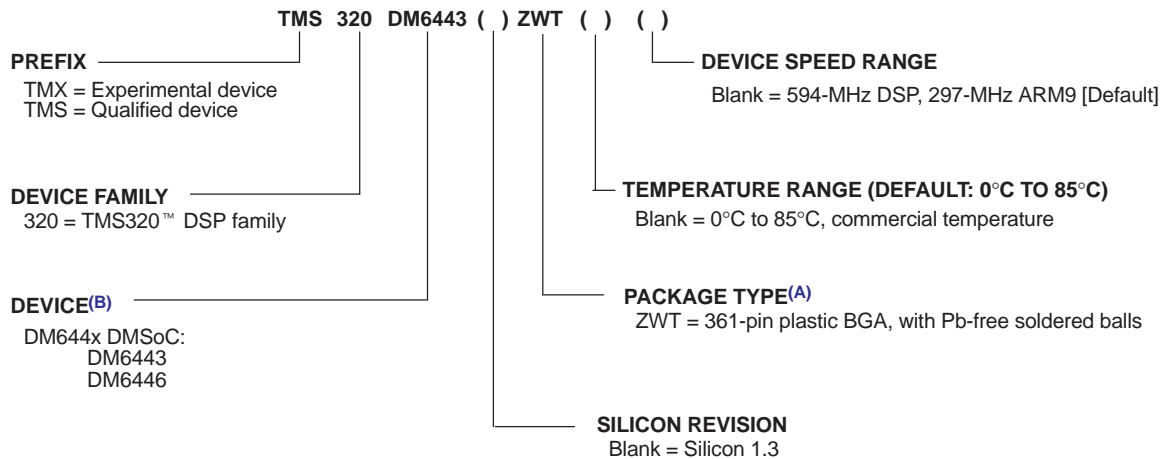 TMS 320 DM6443 ( ) ZWT ( ) ( )
PREFIX
TMX = Experimental device
TMS = Qualified device
DEVICE SPEED RANGE
Blank = 594-MHz DSP, 297-MHz ARM9 [Default]
DEVICE FAMILY
320 = TMS320™ DSP family
TEMPERATURE RANGE (DEFAULT: 0°C TO 85°C)
Blank = 0°C to 85°C, commercial temperature
DEVICE(B)
DM644x DMSoC:
DM6443
DM6446
PACKAGE TYPE(A)
ZWT = 361-pin plastic BGA, with Pb-free soldered balls
SILICON REVISION
Blank = Silicon 1.3